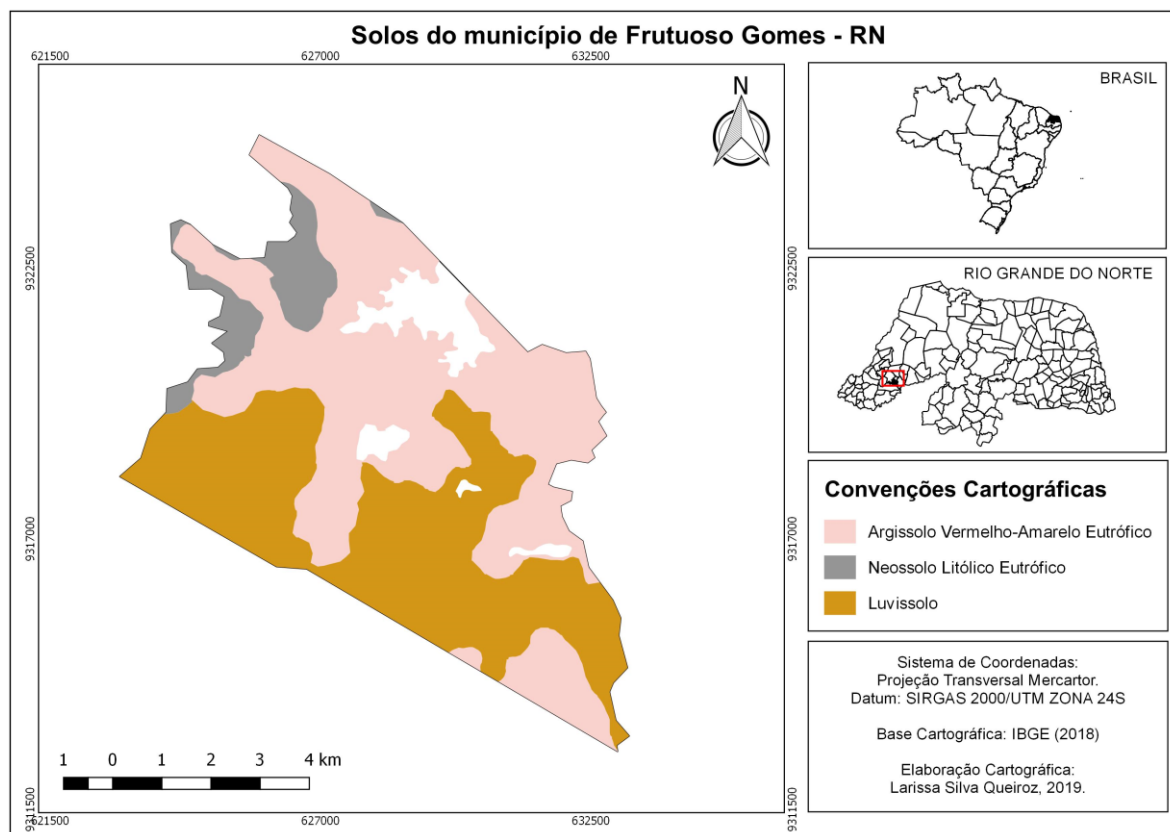 Solos do município de Frutuoso Gomes - RN
621500
627000
632500
9322500
9317000
9311500
N
1 0 1 2 3 4 km
621500
627000
632500
9322500
9317000
9311500
BRASIL
RIO GRANDE DO NORTE
Convenções Cartográficas
Argissolo Vermelho-Amarelo Eutrófico
Neossolo Litólico Eutrófico
Luvissolo
Sistema de Coordenadas:
Projeção Transversal Mercartor.
Datum: SIRGAS 2000/UTM ZONA 24S
Base Cartográfica: IBGE (2018)
Elaboração Cartográfica:
Larissa Silva Queiroz, 2019.